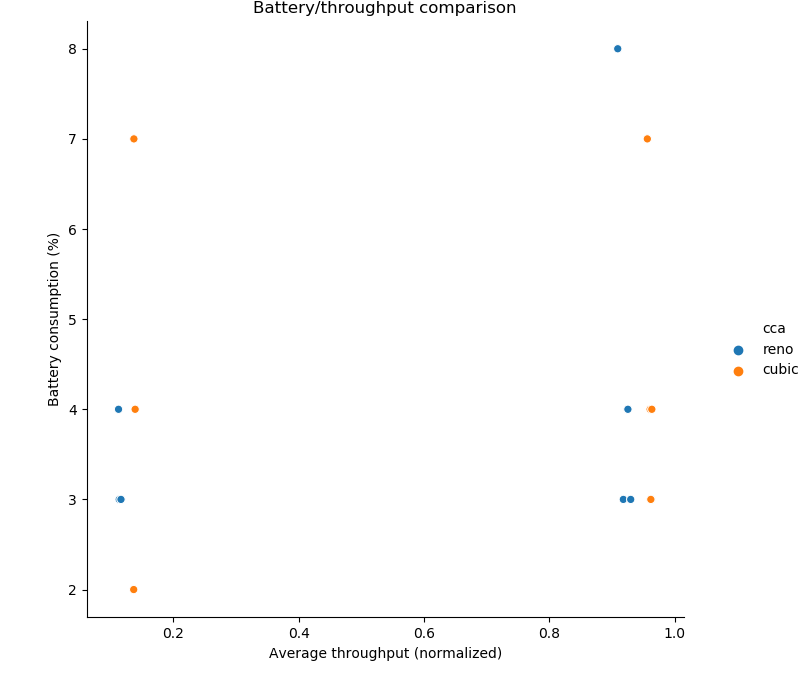 Battery/throughput comparison
8
7
6
5
4
3
2
Battery consumption (%)
0.2 0.4 0.6 0.8 1.0
Average throughput (normalized)
cca
reno
cubic